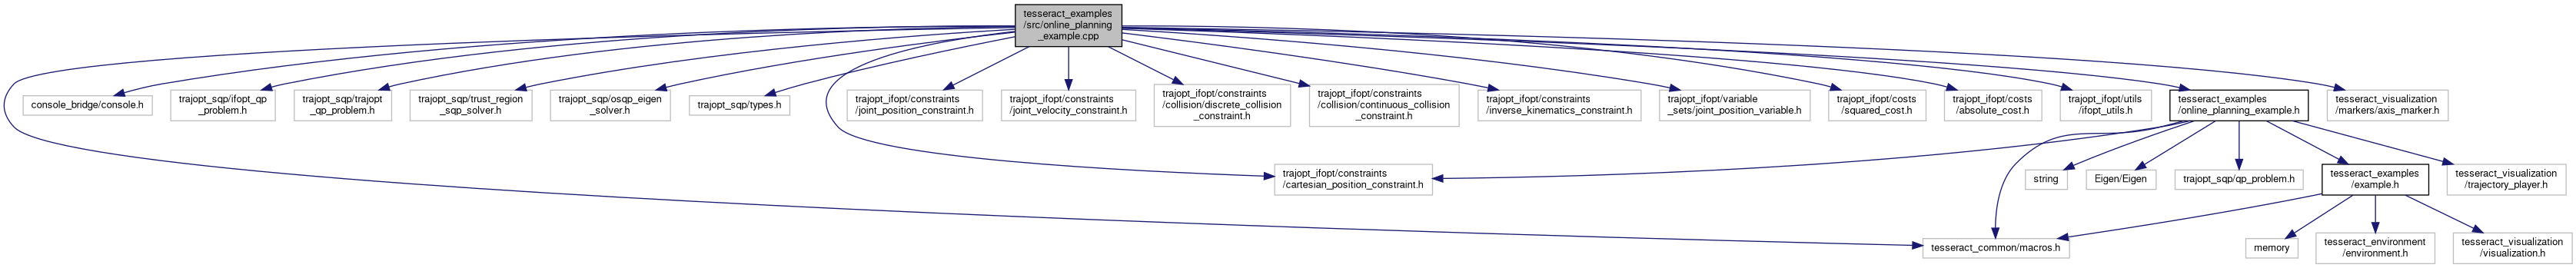 tesseract_examples
/src/online_planning
_example.cpp
console_bridge/console.h
trajopt_sqp/ifopt_qp
_problem.h
trajopt_sqp/trajopt
_qp_problem.h
trajopt_sqp/trust_region
_sqp_solver.h
trajopt_sqp/osqp_eigen
_solver.h
trajopt_sqp/types.h
trajopt_ifopt/constraints
/joint_position_constraint.h
trajopt_ifopt/constraints
/joint_velocity_constraint.h
trajopt_ifopt/constraints
/collision/discrete_collision
_constraint.h
trajopt_ifopt/constraints
/collision/continuous_collision
_constraint.h
trajopt_ifopt/constraints
/inverse_kinematics_constraint.h
trajopt_ifopt/variable
_sets/joint_position_variable.h
trajopt_ifopt/costs
/squared_cost.h
trajopt_ifopt/costs
/absolute_cost.h
trajopt_ifopt/utils
/ifopt_utils.h
tesseract_examples
/online_planning_example.h
tesseract_visualization
/markers/axis_marker.h
trajopt_ifopt/constraints
/cartesian_position_constraint.h
string
Eigen/Eigen
trajopt_sqp/qp_problem.h
tesseract_examples
/example.h
tesseract_visualization
/trajectory_player.h
tesseract_common/macros.h
memory
tesseract_environment
/environment.h
tesseract_visualization
/visualization.h